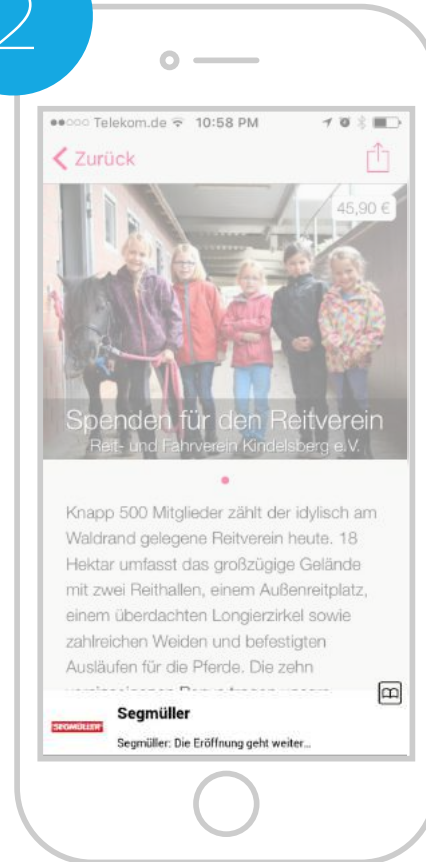 2
Telekom.de 10:58 PM
Zurück
45,90 €
Spenden für den Reitverein
Reit- und Fahrverein Kindelsberg e.V.
Knapp 500 Mitglieder zählt der idylisch am
Waldrand gelegene Reitverein heute. 18
Hektar umfasst das großzügige Gelände
mit zwei Reithallen, einem Außenreitplatz,
einem überdachten Longierzirkel sowie
zahlreichen Weiden und befestigten
Ausläufen für die Pferde. Die zehn
Segmüller
SEGMÜLLER
Segmüller: Die Eröffnung geht weiter...